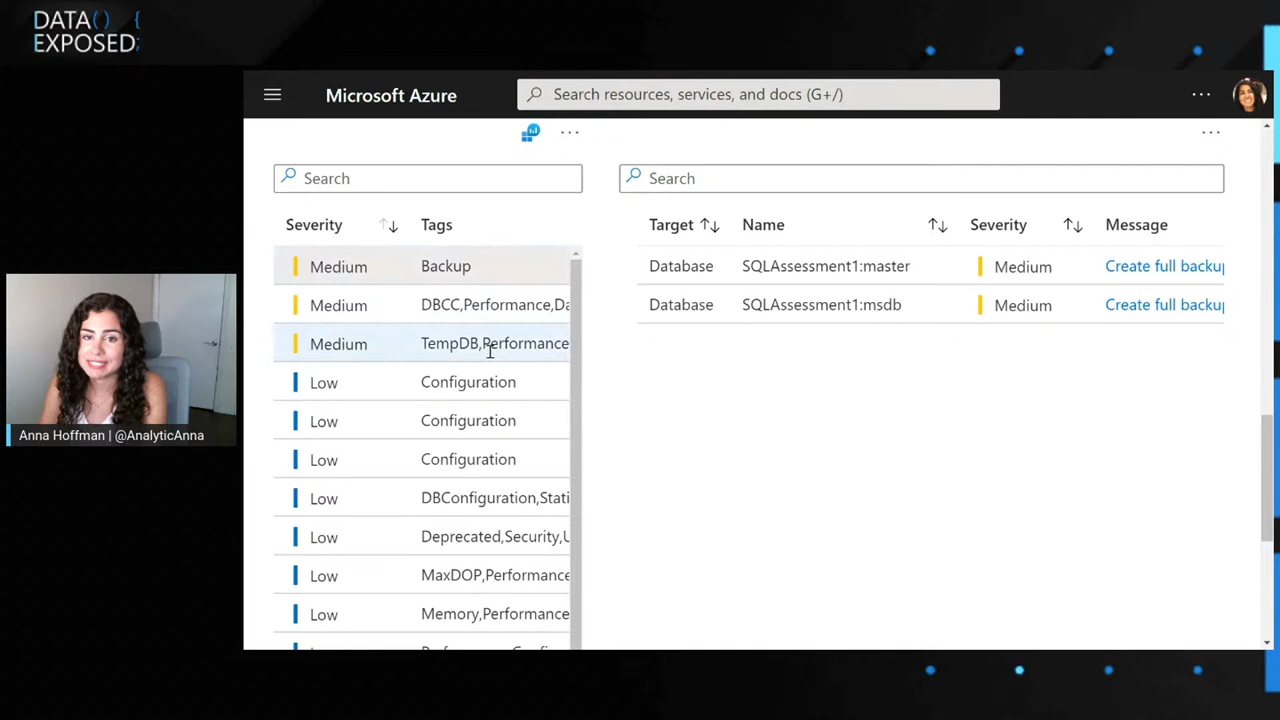 DATA() {
EXPOSED;
Microsoft Azure
Search resources, services, and docs (G+/)
Search
Search
Severity Tags
Target Name Severity Message
Medium Backup
Medium DBCC,Performance,Da
Medium TempDB,Performance
Low Configuration
Low Configuration
Low Configuration
Low DBConfiguration,Stati
Low Deprecated,Security,U
Low MaxDOP,Performance
Low Memory,Performance
Database SQLAssessment1:master Medium Create full backup
Database SQLAssessment1:msdb Medium Create full backup
Anna Hoffman | @AnalyticAnna